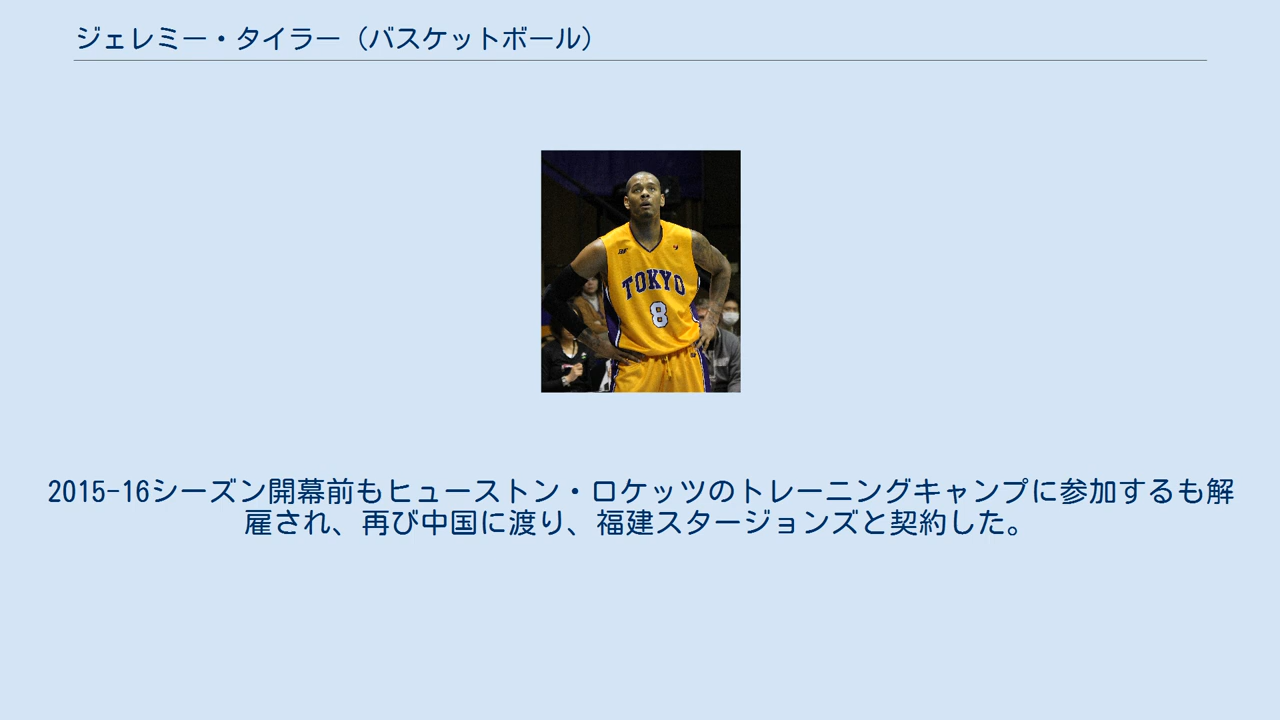 ジェレミー・タイラー（バスケットボール）
TOKYO
8
2015-16シーズン開幕前もヒューストン・ロケッツのトレーニングキャンプに参加するも解
雇され、再び中国に渡り、福建スタージョンズと契約した。